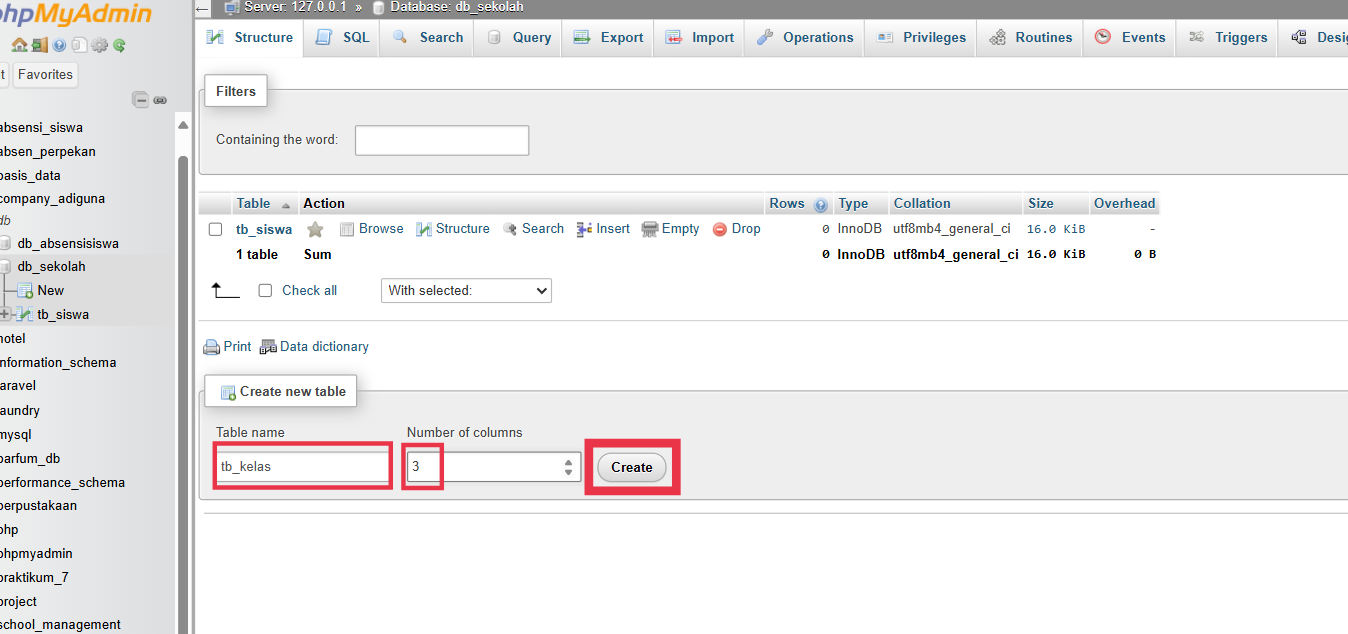 hpMyAdmin
Server: 127.0.0.1 » Database: db_sekolah
Structure SQL Search Query Export Import Operations Privileges Routines Events Triggers Desig
t Favorites
Filters
Containing the word:
absensi_siswa
absen_perpekan
basis_data
company_adiguna
db
db_absensisiswa
db_sekolah
New
tb_siswa
hotel
information_schema
laravel
laundry
mysql
parfum_db
performance_schema
perpustakaan
php
phpmyadmin
praktikum_7
project
school_management
Table Action Rows Type Collation Size Overhead
tb_siswa Browse Structure Search Insert Empty Drop 0 InnoDB utf8mb4_general_ci 16.0 KiB -
1 table Sum 0 InnoDB utf8mb4_general_ci 16.0 KiB 0 B
Check all With selected:
Print Data dictionary
Create new table
Table name Number of columns
tb_kelas 3 Create